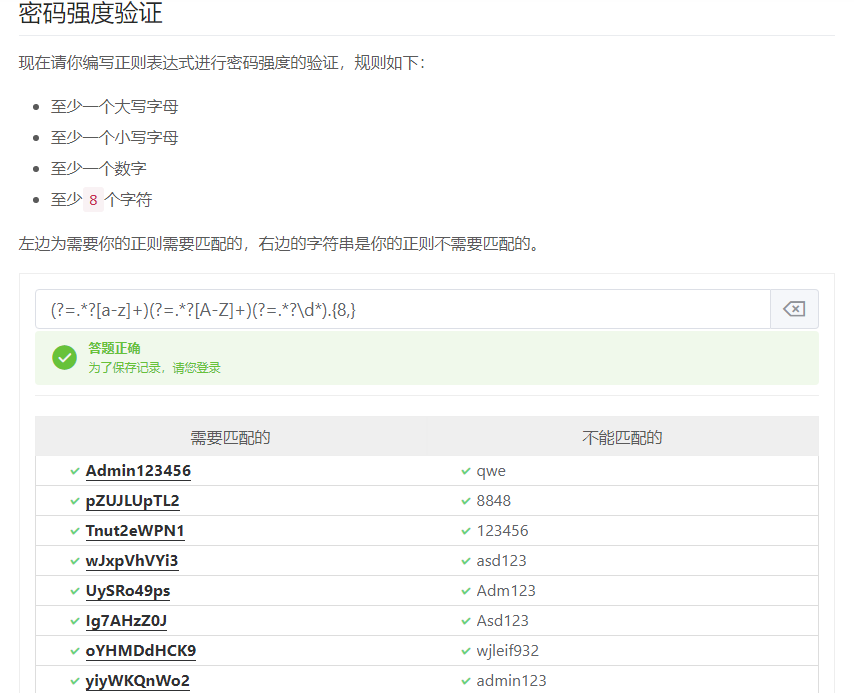 密码强度验证
现在请你编写正则表达式进行密码强度的验证，规则如下：
至少一个大写字母
至少一个小写字母
至少一个数字
至少 8 个字符
左边为需要你的正则需要匹配的，右边的字符串是你的正则不需要匹配的。
(?=.*?[a-z]+)(?=.*?[A-Z]+)(?=.*?\d*).{8,}
答题正确
为了保存记录，请您登录
需要匹配的 不能匹配的
Admin123456 qwe
pZUJLUpTL2 8848
Tnut2eWPN1 123456
wJxpVhVYi3 asd123
UySRo49ps Adm123
Ig7AHzZ0J Asd123
oYHMDdHCK9 wjleif932
yiyWKQnWo2 admin123